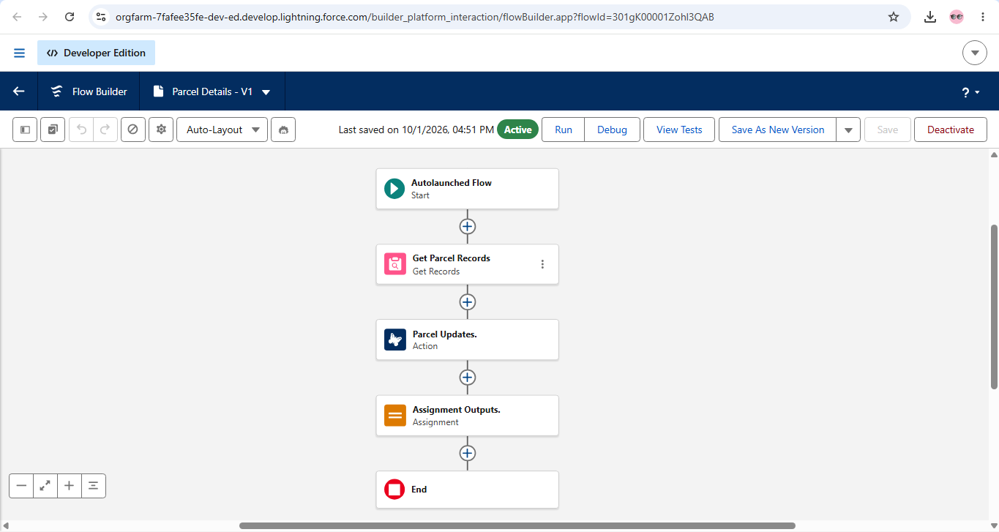 orgfarm-7fafee35fe-dev-ed.develop.lightning.force.com/builder_platform_interaction/flowBuilder.app?flowId=301gK00001Zohl3QAB
Developer Edition
Flow Builder
Parcel Details - V1
?
Auto-Layout
Last saved on 10/1/2026, 04:51 PM
Active
Run
Debug
View Tests
Save As New Version
Save
Deactivate
Autolaunched Flow
Start
Get Parcel Records
Get Records
Parcel Updates.
Action
Assignment Outputs.
Assignment
End